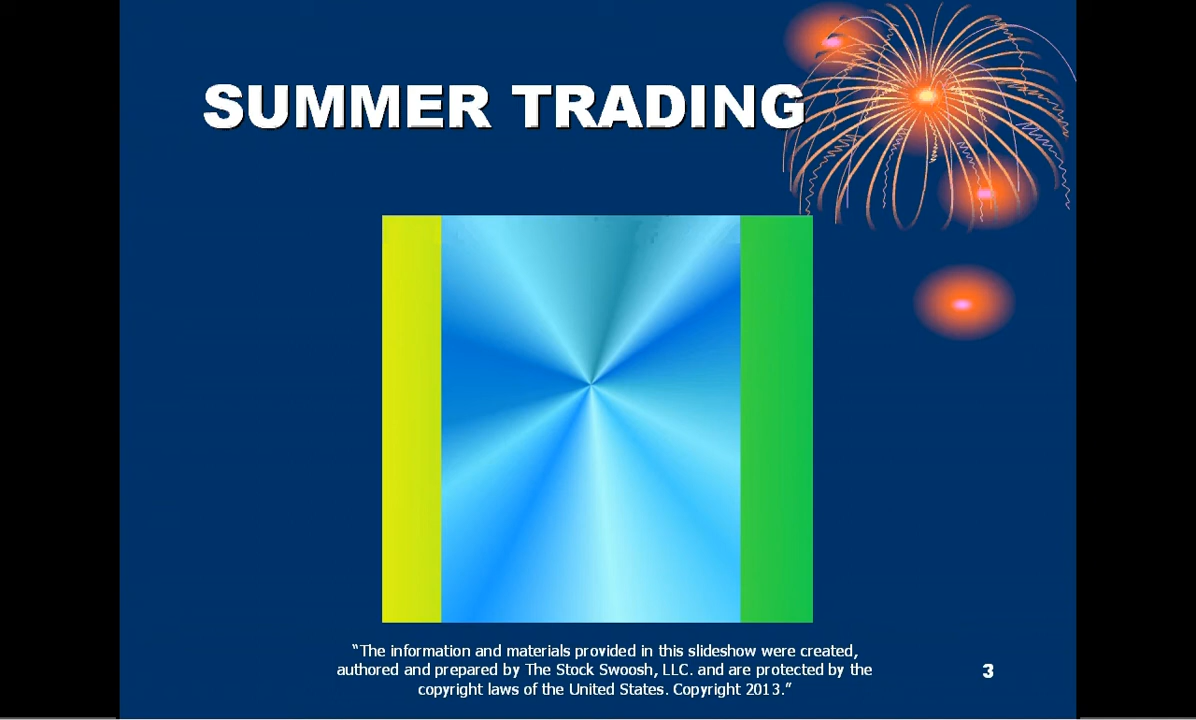 SUMMER TRADING
“The information and materials provided in this slideshow were created,
authored and prepared by The Stock Swoosh, LLC. and are protected by the
copyright laws of the United States. Copyright 2013.”
3